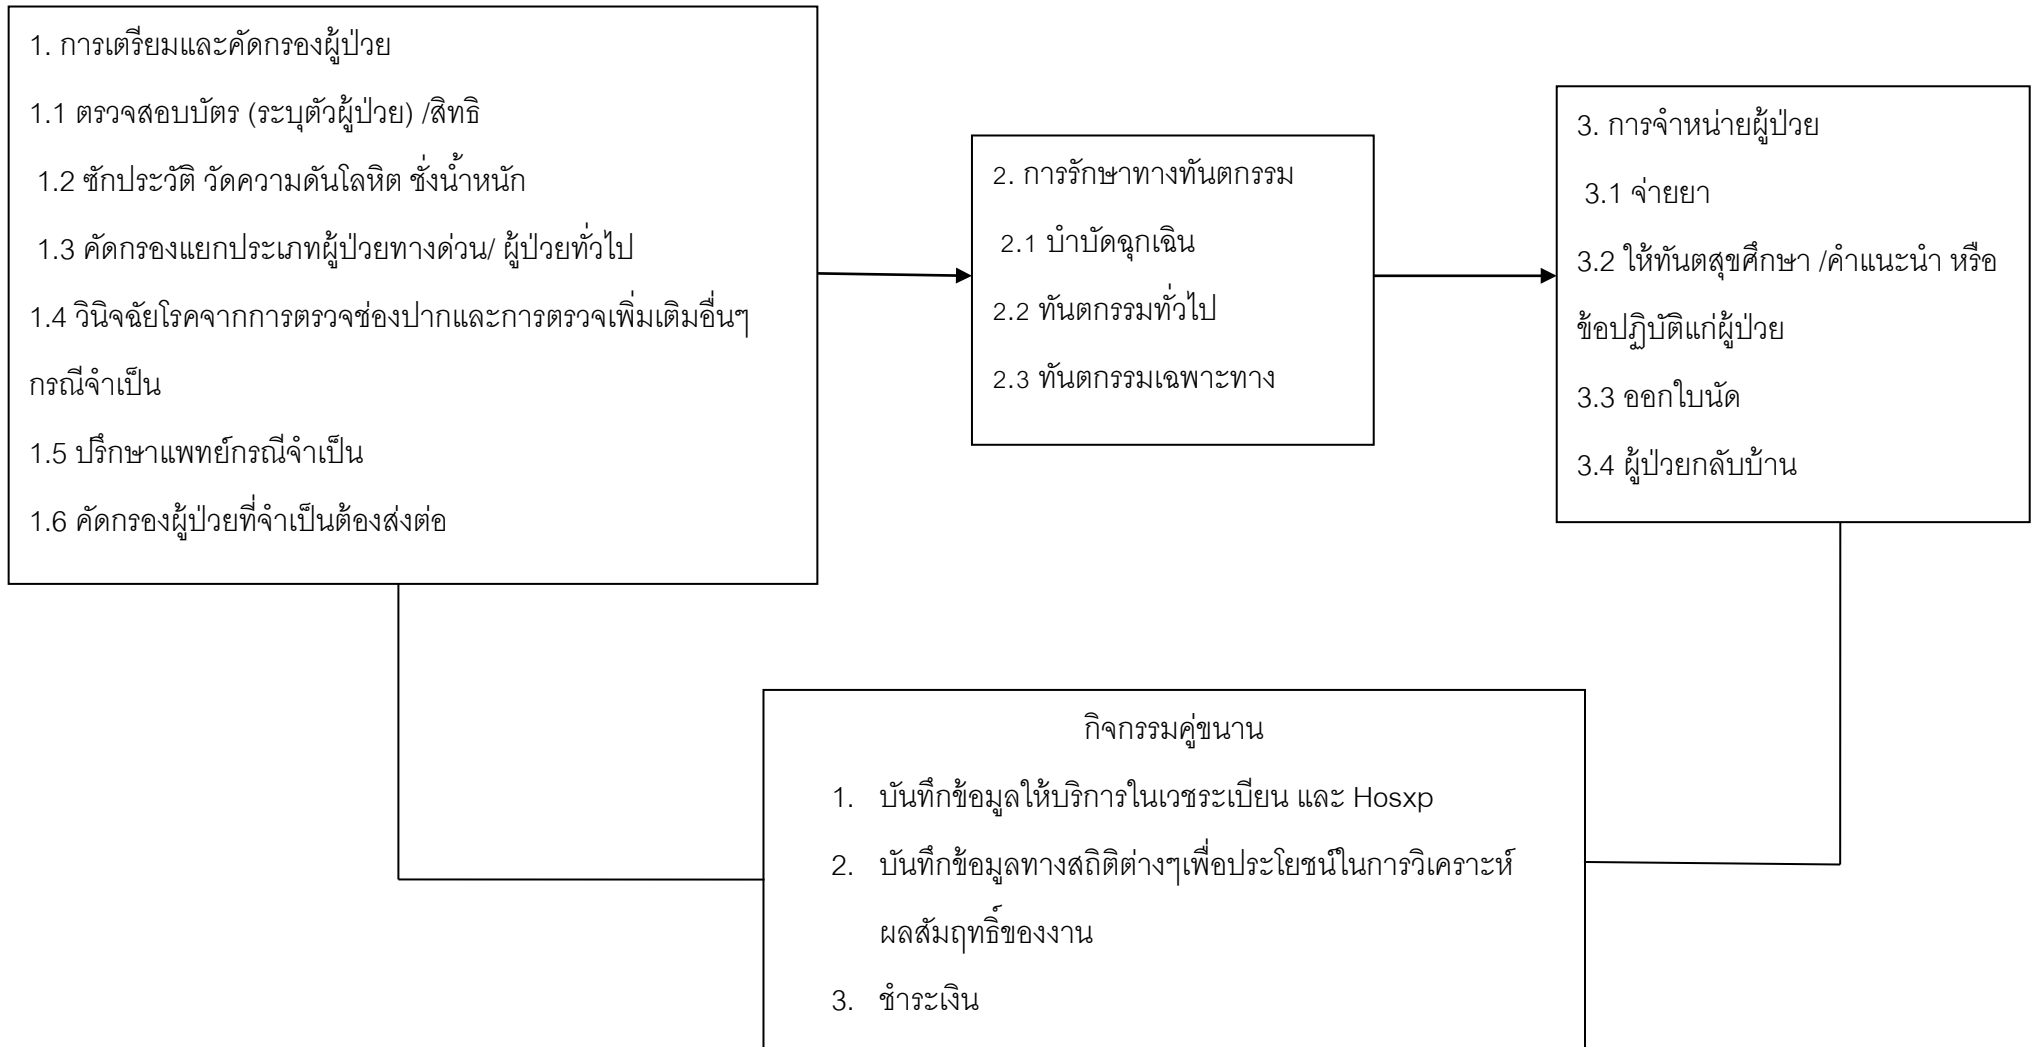 1. การเตรียมและคัดกรองผู้ป่วย
1.1 ตรวจสอบบัตร (ระบุตัวผู้ป่วย) /สิทธิ
1.2 ซักประวัติ วัดความดันโลหิต ชั่งน้ำหนัก
1.3 คัดกรองแยกประเภทผู้ป่วยทางด่วน/ ผู้ป่วยทั่วไป
1.4 วินิจฉัยโรคจากการตรวจช่องปากและการตรวจเพิ่มเติมอื่นๆ
กรณีจำเป็น
1.5 ปรึกษาแพทย์กรณีจำเป็น
1.6 คัดกรองผู้ป่วยที่จำเป็นต้องส่งต่อ
2. การรักษาทางทันตกรรม
2.1 บำบัดฉุกเฉิน
2.2 ทันตกรรมทั่วไป
2.3 ทันตกรรมเฉพาะทาง
3. การจำหน่ายผู้ป่วย
3.1 จ่ายยา
3.2 ให้ทันตสุขศึกษา /คำแนะนำ หรือ
ข้อปฏิบัติแก่ผู้ป่วย
3.3 ออกใบนัด
3.4 ผู้ป่วยกลับบ้าน
กิจกรรมคู่ขนาน
1. บันทึกข้อมูลให้บริการในเวชระเบียน และ Hosxp
2. บันทึกข้อมูลทางสถิติต่างๆเพื่อประโยชน์ในการวิเคราะห์
ผลสัมฤทธิ์ของงาน
3. ชำระเงิน